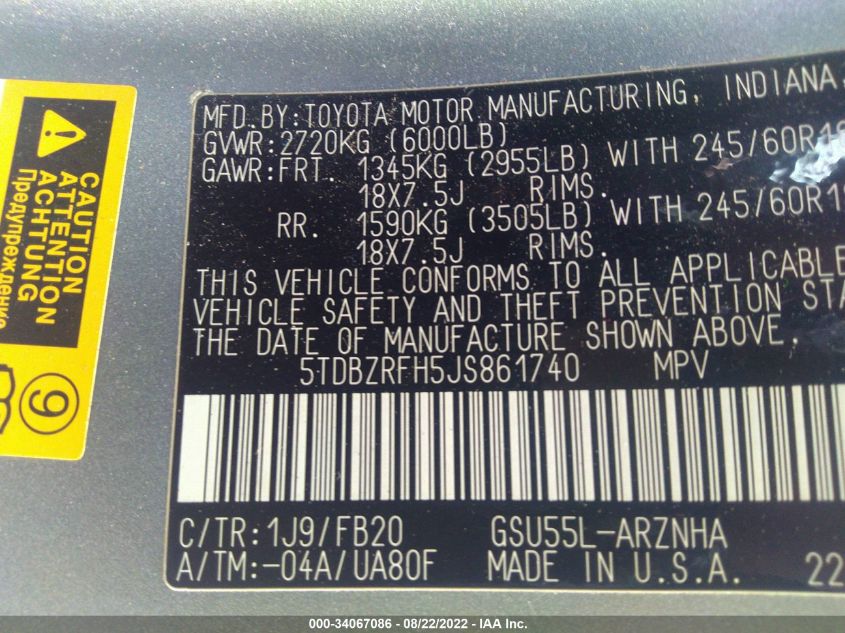 MFD.BY:TOYOTA MOTOR MANUFACTURING, INDIANA,
GVWR:2720KG (6000LB)
GAWR:FRT. 1345KG (2955LB) WITH 245/60R18
18X7.5J RIMS.
RR. 1590KG (3505LB) WITH 245/60R18
18X7.5J RIMS.
THIS VEHICLE CONFORMS TO ALL APPLICABLE
VEHICLE SAFETY AND THEFT PREVENTION STA
THE DATE OF MANUFACTURE SHOWN ABOVE.
5TDBZRFH5JS861740 MPV
C/TR:1J9/FB20 GSU55L-ARZNHA
A/TM:-04A/UA80F MADE IN U.S.A. 22
CAUTION
ATTENTION
ACHTUNG
Предупреждение
9
000-34067086 - 08/22/2022 - IAA Inc.